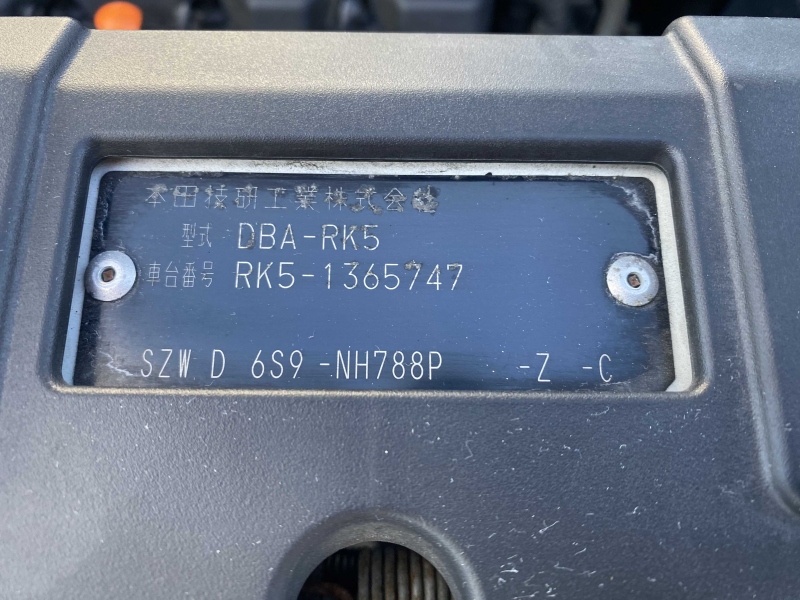 本田技研工業株式会社
型式 DBA-RK5
車台番号 RK5-1365747
SZW D 6S9 -NH788P -Z -C